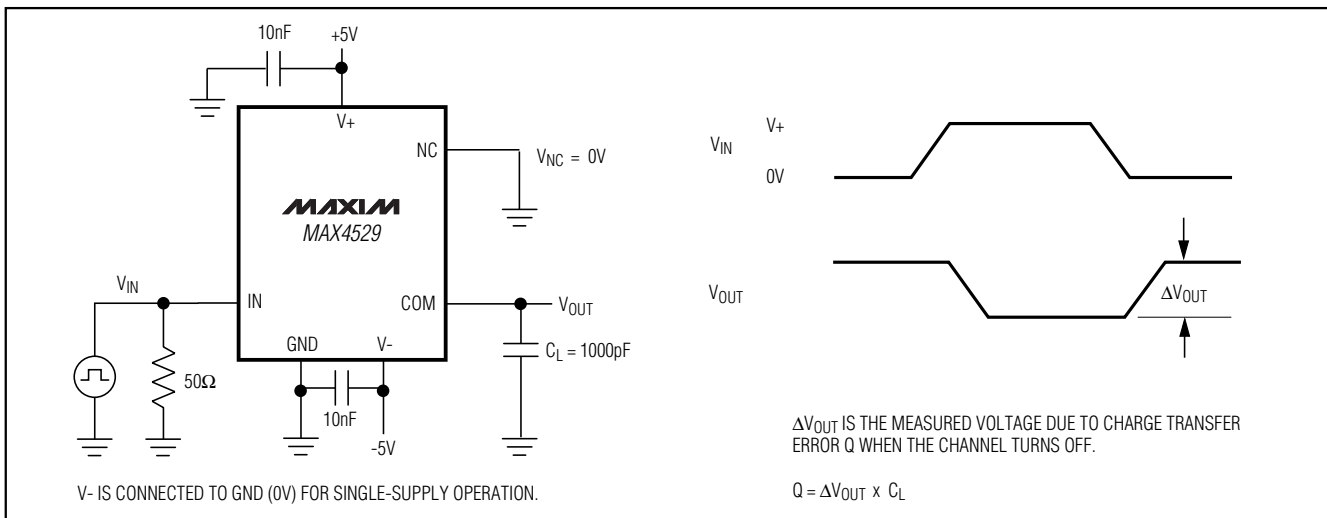 10nF
+5V
V+
NC
V_NC = 0V
MAXIM
MAX4529
V_IN
IN
COM
V_OUT
GND
V-
C_L = 1000pF
50Ω
10nF
-5V
V- IS CONNECTED TO GND (0V) FOR SINGLE-SUPPLY OPERATION.
V+
V_IN
0V
V_OUT
ΔV_OUT
ΔV_OUT IS THE MEASURED VOLTAGE DUE TO CHARGE TRANSFER
ERROR Q WHEN THE CHANNEL TURNS OFF.
Q = ΔV_OUT x C_L